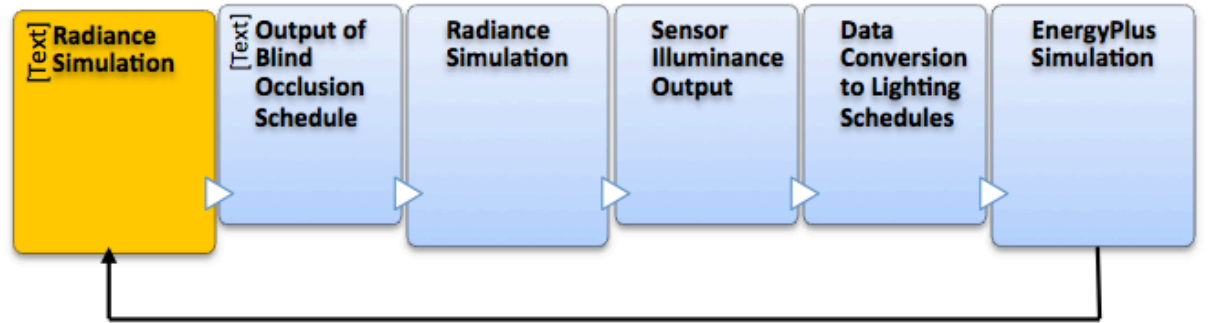 [Text]
Radiance
Simulation
[Text]
Output of
Blind
Occlusion
Schedule
Radiance
Simulation
Sensor
Illuminance
Output
Data
Conversion
to Lighting
Schedules
EnergyPlus
Simulation